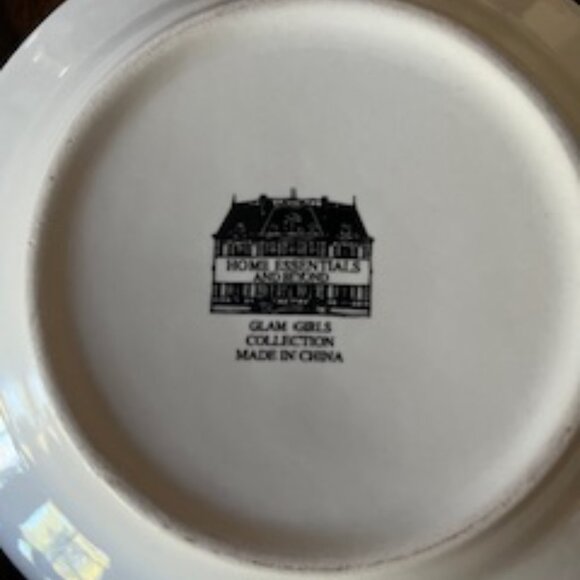 HOME ESSENTIALS
AND BEYOND
GLAM GIRLS
COLLECTION
MADE IN CHINA